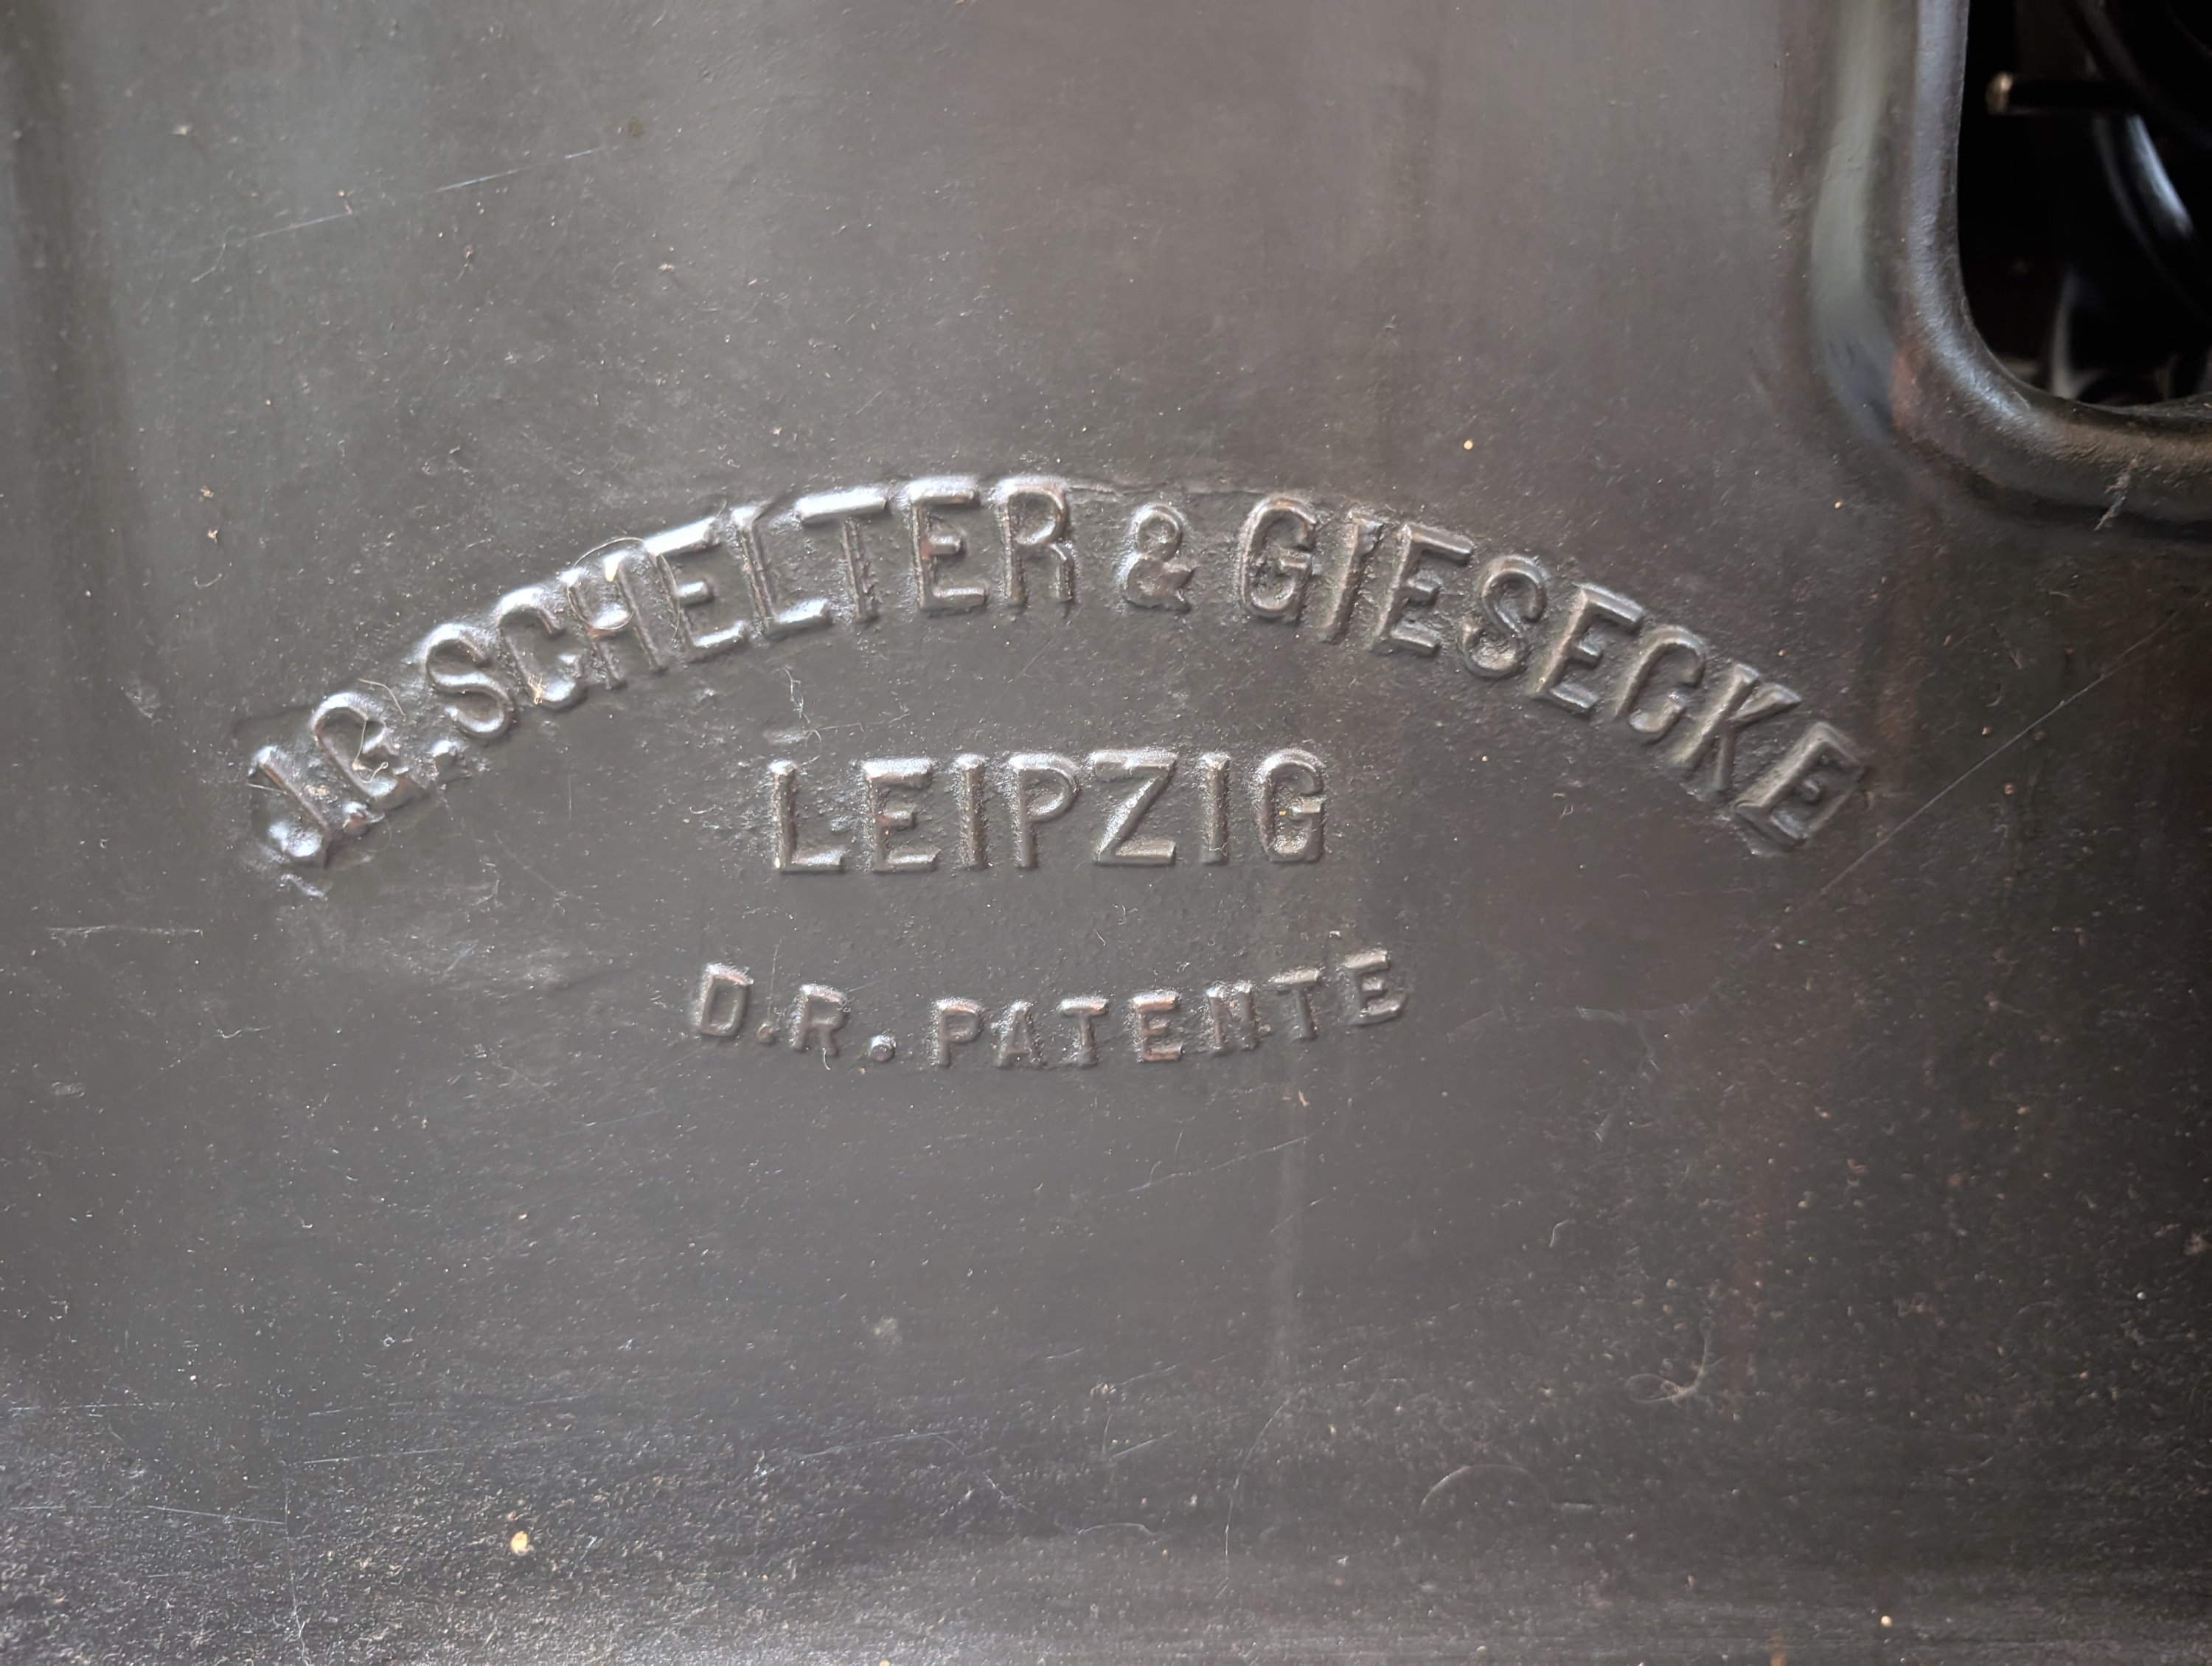 J.G. SCHELTER & GIESECKE
LEIPZIG
D.R. PATENTE